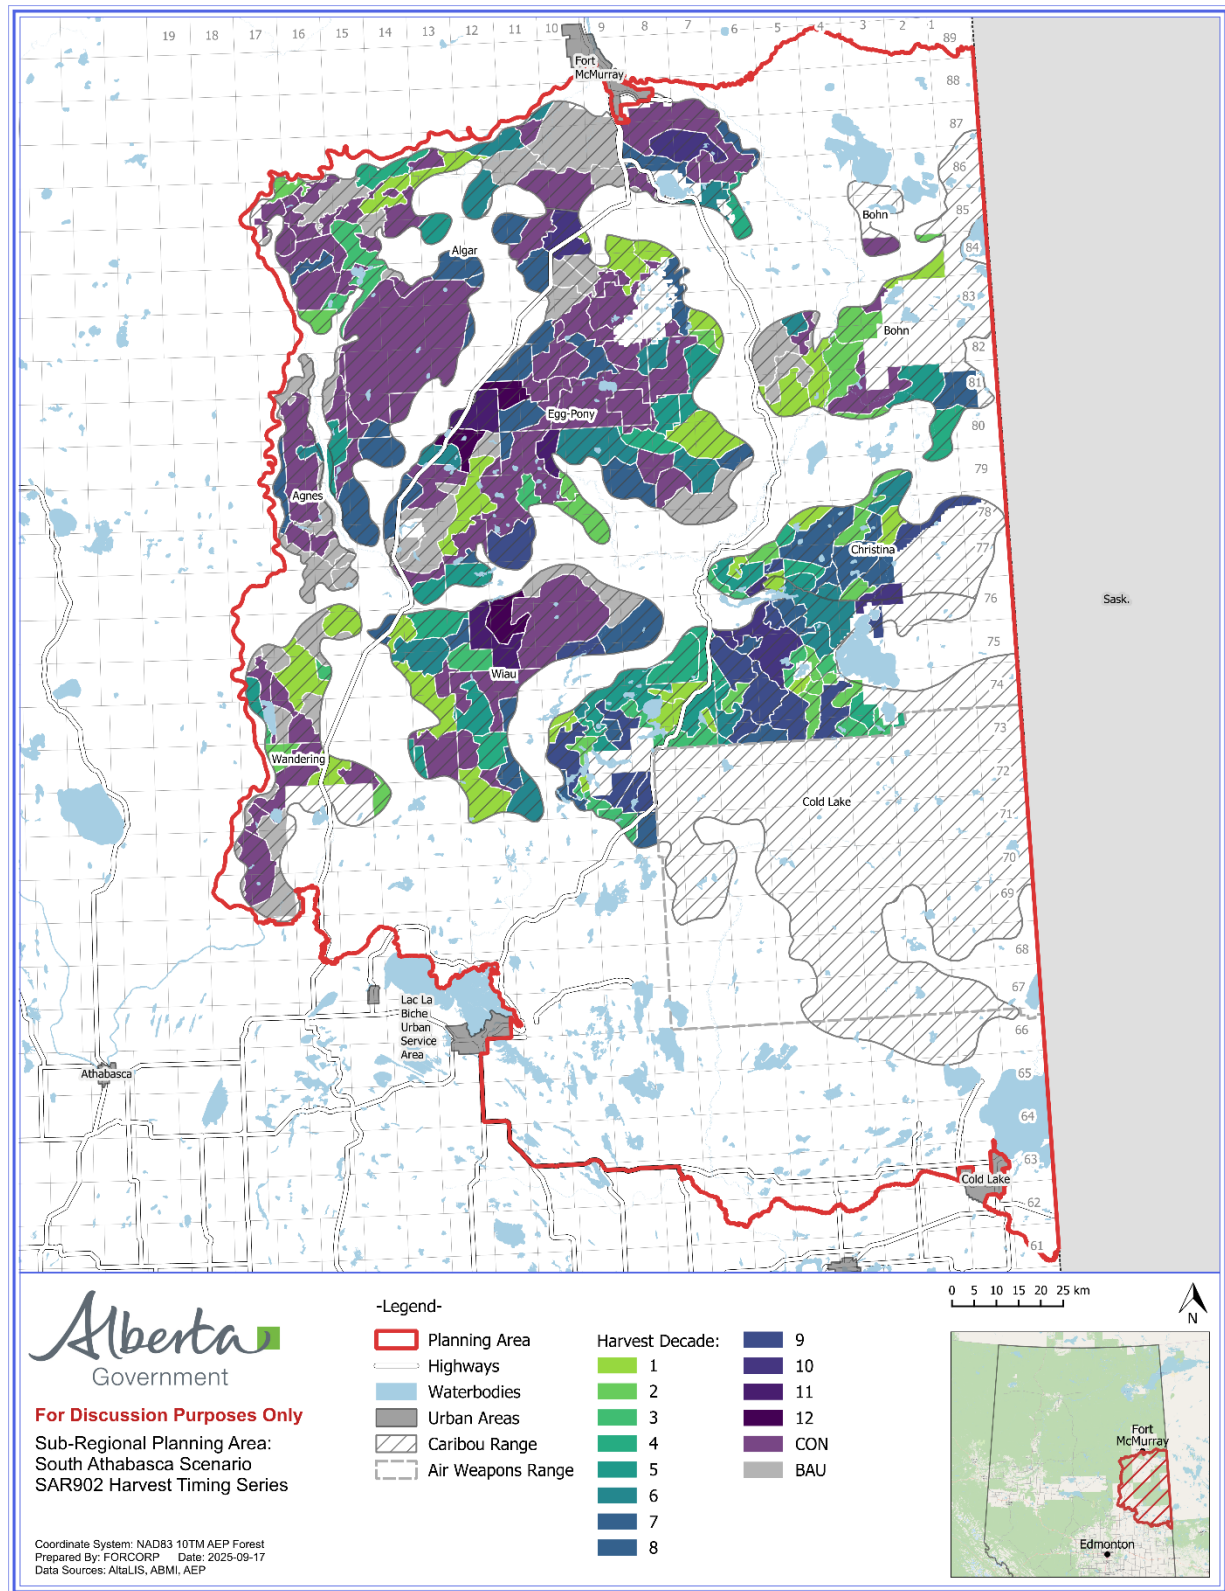 19 18 17 16 15 14 13 12 11 10 9 8 7 6 5 4 3 2 1
89
Fort
McMurray
88
87
86
Bohn
85
84
Algar
83
Bohn
82
81
Egg-Pony
80
79
Agnes
78
Christina
77
76
Sask.
75
Wiau
74
73
Wandering
72
Cold Lake
71
70
69
68
67
Lac La
Biche
Urban
Service
Area
66
65
Athabasca
64
63
Cold Lake
62
61
Alberta
Government
For Discussion Purposes Only
Sub-Regional Planning Area:
South Athabasca Scenario
SAR902 Harvest Timing Series
Coordinate System: NAD83 10TM AEP Forest
Prepared By: FORCORP Date: 2025-09-17
Data Sources: AltaLIS, ABMI, AEP
-Legend-
Planning Area
Highways
Waterbodies
Urban Areas
Caribou Range
Air Weapons Range
Harvest Decade:
1
2
3
4
5
6
7
8
9
10
11
12
CON
BAU
0 5 10 15 20 25 km
N
Fort
McMurray
Edmonton